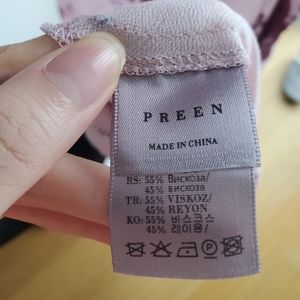 PREEN
MADE IN CHINA
RS: 55% Вискоза/
45% Вискоза
TR: 55% VISKOZ/
45% REYON
KO: 55% 비스코스/
45% 레이온/